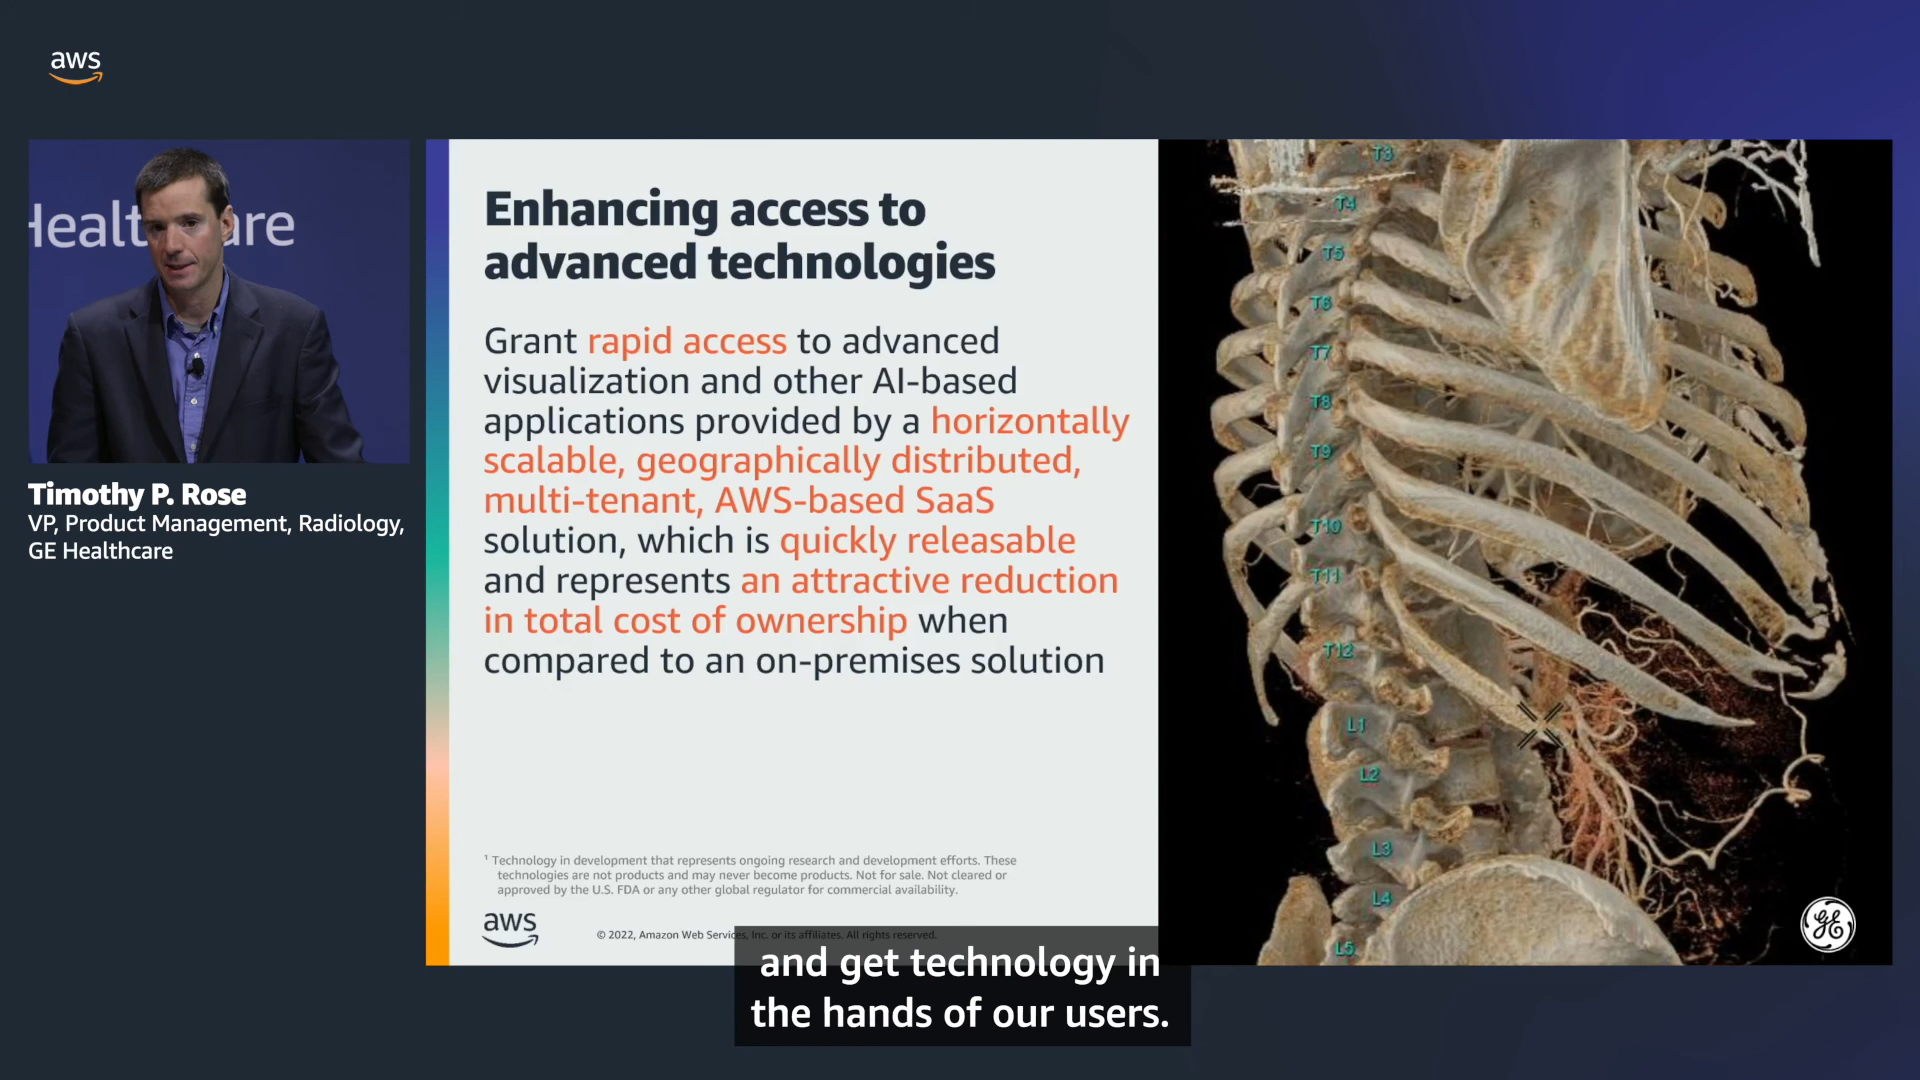 aws
Healthcare
Timothy P. Rose
VP, Product Management, Radiology,
GE Healthcare
Enhancing access to
advanced technologies
Grant rapid access to advanced
visualization and other AI-based
applications provided by a horizontally
scalable, geographically distributed,
multi-tenant, AWS-based SaaS
solution, which is quickly releasable
and represents an attractive reduction
in total cost of ownership when
compared to an on-premises solution
¹ Technology in development that represents ongoing research and development efforts. These
technologies are not products and may never become products. Not for sale. Not cleared or
approved by the U.S. FDA or any other global regulator for commercial availability.
aws
© 2022, Amazon Web Services, Inc. or its affiliates. All rights reserved.
T3
T4
T5
T6
T7
T8
T9
T10
T11
T12
L1
L2
L3
L4
L5
GE
and get technology in
the hands of our users.